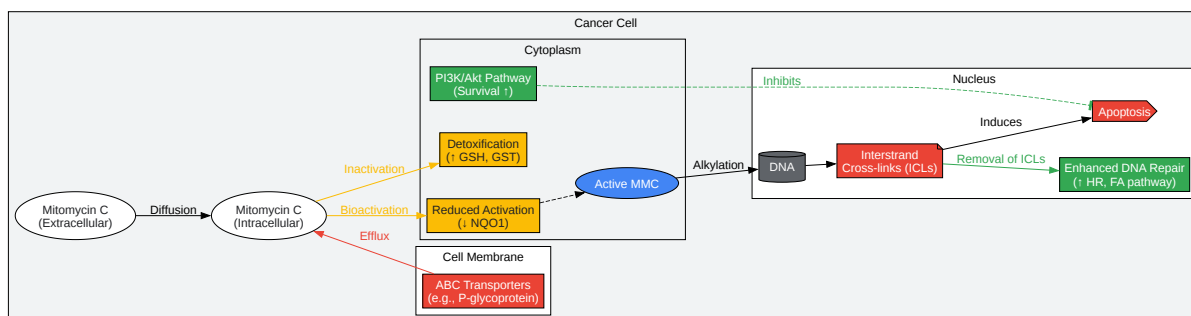 Cancer Cell
Cytoplasm
PI3K/Akt Pathway
(Survival ↑)
Inhibits
Nucleus
Apoptosis
Induces
Detoxification
(↑ GSH, GST)
Inactivation
Active MMC
Alkylation
DNA
Interstrand
Cross-links (ICLs)
Removal of ICLs
Enhanced DNA Repair
(↑ HR, FA pathway)
Mitomycin C
(Extracellular)
Diffusion
Mitomycin C
(Intracellular)
Bioactivation
Reduced Activation
(↓ NQO1)
Efflux
Cell Membrane
ABC Transporters
(e.g., P-glycoprotein)